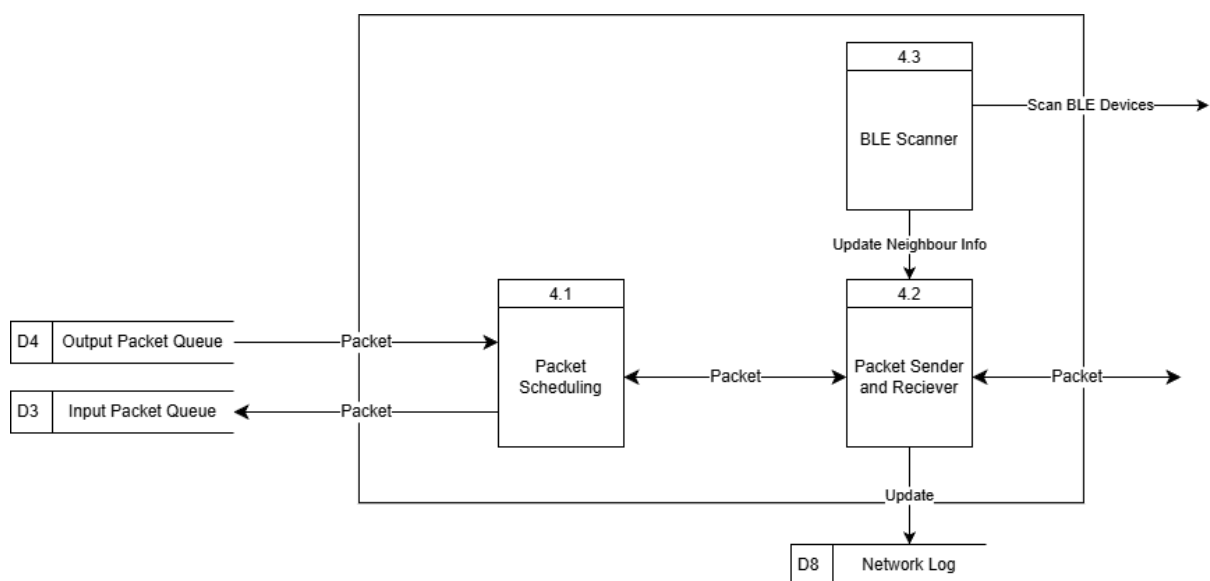 4.3
BLE Scanner
Scan BLE Devices
Update Neighbour Info
4.1
Packet
Scheduling
4.2
Packet Sender
and Reciever
D4
Output Packet Queue
Packet
D3
Input Packet Queue
Packet
Packet
Packet
Update
D8
Network Log